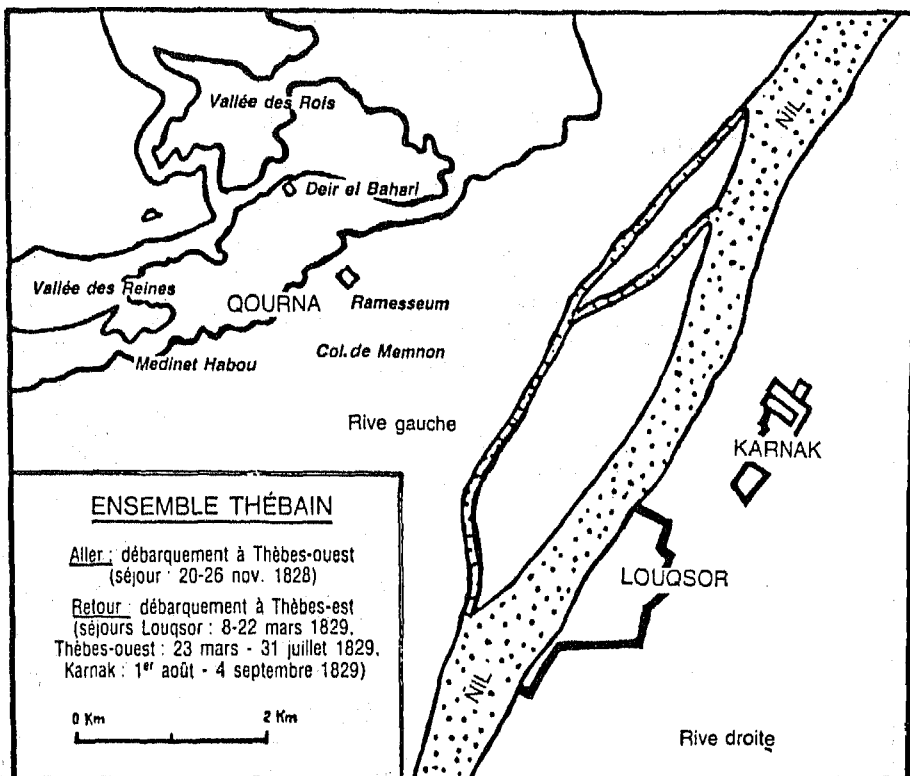 NIL
Vallée des Rois
Deir el Bahari
Vallée des Reines
QOURNA
Ramesseum
Medinet Habou
Col. de Memnon
Rive gauche
KARNAK
LOUQSOR
ENSEMBLE THÉBAIN
Aller : débarquement à Thèbes-ouest
(séjour : 20-26 nov. 1828)
Retour : débarquement à Thèbes-est
(séjours Louqsor : 8-22 mars 1829,
Thèbes-ouest : 23 mars - 31 juillet 1829,
Karnak : 1er août - 4 septembre 1829)
0 Km 2 Km
NIL
Rive droite